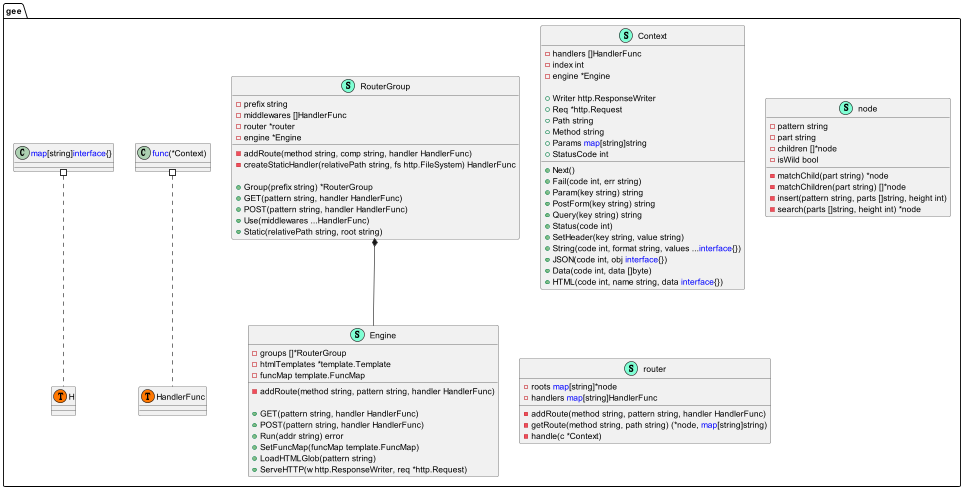 gee
C map[string]interface{}
C func(*Context)
S RouterGroup
prefix string
middlewares []HandlerFunc
router *router
engine *Engine
addRoute(method string, comp string, handler HandlerFunc)
createStaticHandler(relativePath string, fs http.FileSystem) HandlerFunc
Group(prefix string) *RouterGroup
GET(pattern string, handler HandlerFunc)
POST(pattern string, handler HandlerFunc)
Use(middlewares ...HandlerFunc)
Static(relativePath string, root string)
S Context
handlers []HandlerFunc
index int
engine *Engine
Writer http.ResponseWriter
Req *http.Request
Path string
Method string
Params map[string]string
StatusCode int
Next()
Fail(code int, err string)
Param(key string) string
PostForm(key string) string
Query(key string) string
Status(code int)
SetHeader(key string, value string)
String(code int, format string, values ...interface{})
JSON(code int, obj interface{})
Data(code int, data []byte)
HTML(code int, name string, data interface{})
S node
pattern string
part string
children []*node
isWild bool
matchChild(part string) *node
matchChildren(part string) []*node
insert(pattern string, parts []string, height int)
search(parts []string, height int) *node
T H
T HandlerFunc
S Engine
groups []*RouterGroup
htmlTemplates *template.Template
funcMap template.FuncMap
addRoute(method string, pattern string, handler HandlerFunc)
GET(pattern string, handler HandlerFunc)
POST(pattern string, handler HandlerFunc)
Run(addr string) error
SetFuncMap(funcMap template.FuncMap)
LoadHTMLGlob(pattern string)
ServeHTTP(w http.ResponseWriter, req *http.Request)
S router
roots map[string]*node
handlers map[string]HandlerFunc
addRoute(method string, pattern string, handler HandlerFunc)
getRoute(method string, path string) (*node, map[string]string)
handle(c *Context)